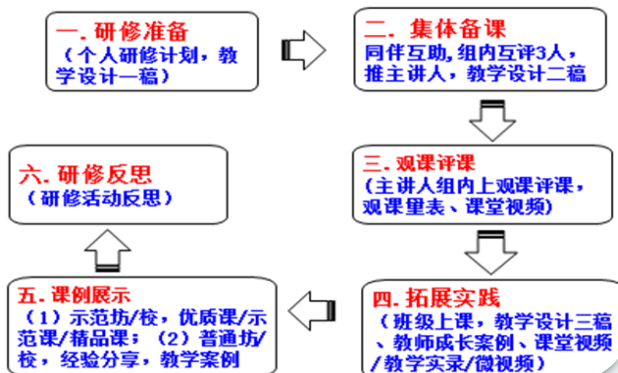 一.研修准备
（个人研修计划，教
学设计一稿）
二.集体备课
同伴互助,组内互评3人，
推主讲人，教学设计二稿
三.观课评课
(主讲人组内上观课评课，
观课量表、课堂视频)
四.拓展实践
（班级上课，教学设计三稿
、教师成长案例、课堂视频
/教学实录/微视频）
五.课例展示
（1）示范坊/校，优质课/示
范课/精品课；（2）普通坊/
校，经验分享，教学案例
六.研修反思
（研修活动反思）